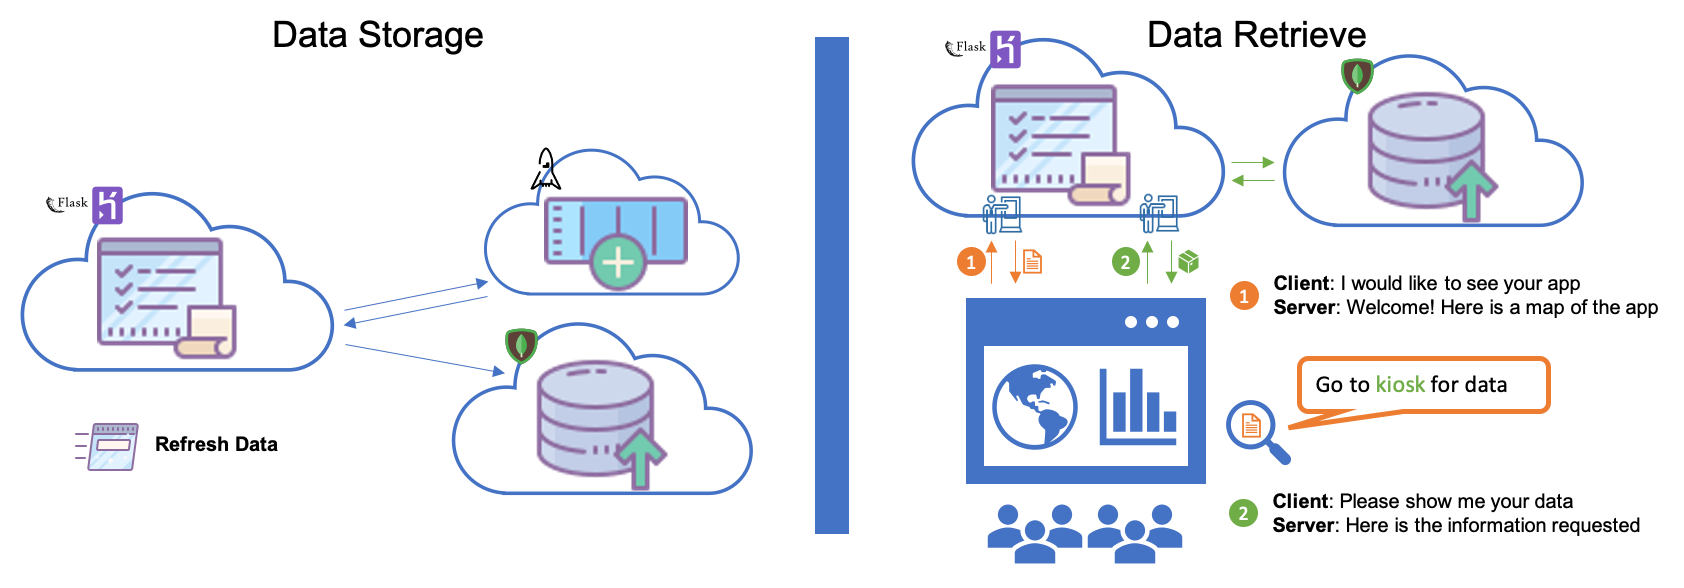 Data Storage
Flask
Refresh Data
Data Retrieve
Flask
1
2
1
Client: I would like to see your app
Server: Welcome! Here is a map of the app
Go to kiosk for data
2
Client: Please show me your data
Server: Here is the information requested